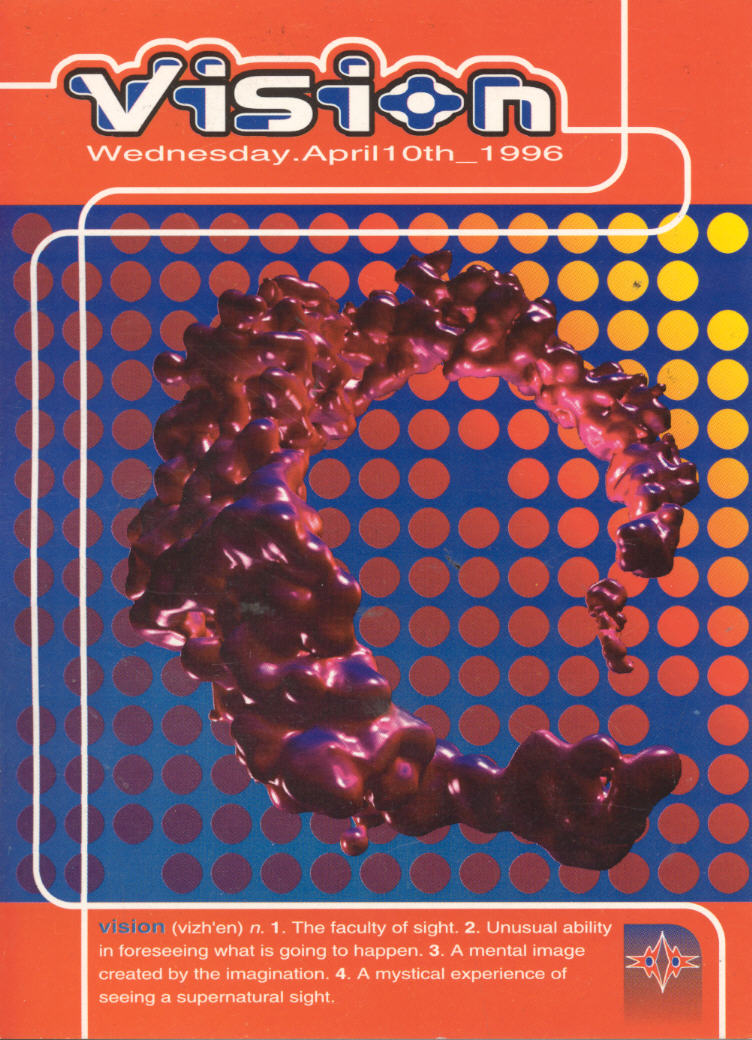 vision
Wednesday.April10th_1996
vision (vizh'en) n. 1. The faculty of sight. 2. Unusual ability
in foreseeing what is going to happen. 3. A mental image
created by the imagination. 4. A mystical experience of
seeing a supernatural sight.